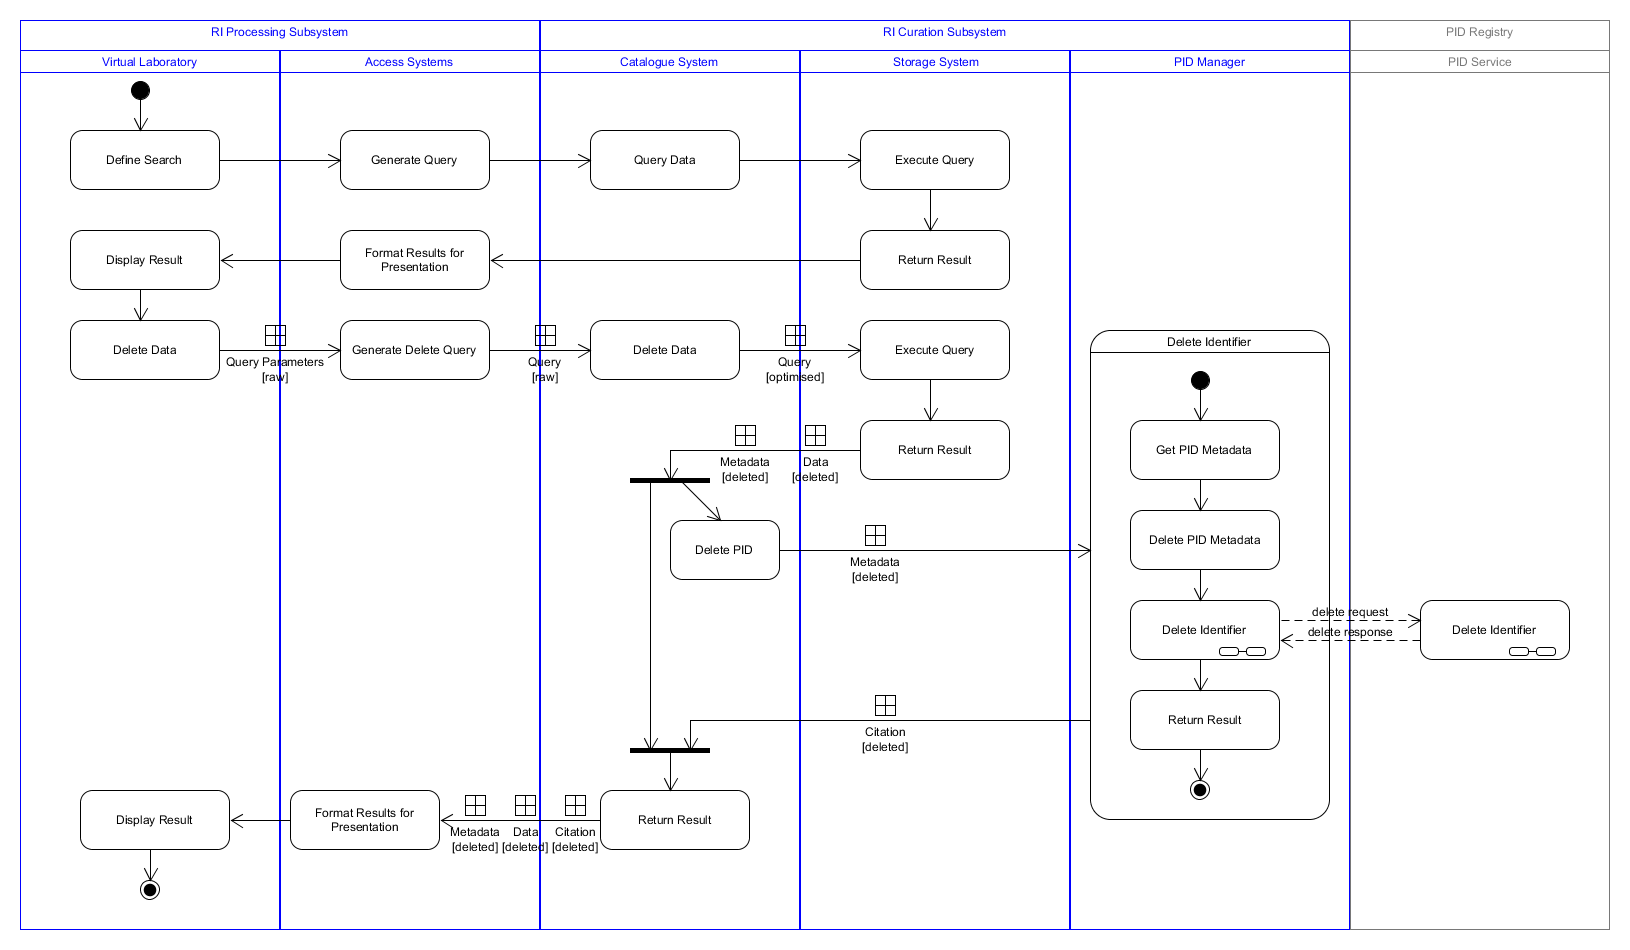 RI Processing Subsystem
RI Curation Subsystem
PID Registry
Virtual Laboratory
Access Systems
Catalogue System
Storage System
PID Manager
PID Service
Define Search
Generate Query
Query Data
Execute Query
Display Result
Format Results for
Presentation
Return Result
Delete Data
Query Parameters
[raw]
Generate Delete Query
Query
[raw]
Delete Data
Query
[optimised]
Execute Query
Delete Identifier
Metadata
[deleted]
Data
[deleted]
Return Result
Get PID Metadata
Delete PID
Metadata
[deleted]
Delete PID Metadata
Delete Identifier
delete request
delete response
Delete Identifier
Citation
[deleted]
Return Result
Display Result
Format Results for
Presentation
Metadata
[deleted]
Data
[deleted]
Citation
[deleted]
Return Result